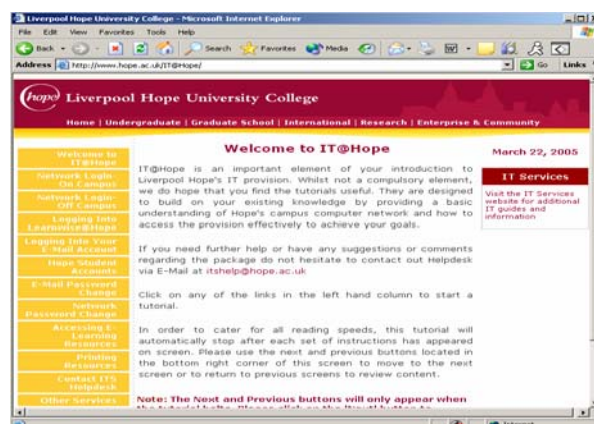 Liverpool Hope University College - Microsoft Internet Explorer
File Edit View Favorites Tools Help
Back Search Favorites Media
Address http://www.hope.ac.uk/IT@Hope/ Go Links
hope Liverpool Hope University College
Home | Undergraduate | Graduate School | International | Research | Enterprise & Community
Welcome to
IT@Hope
Network Login
On Campus
Network Login
Off Campus
Logging Into
Learnwise@Hope
Logging Into Your
E-Mail Account
Hope Student
Accounts
E-Mail Password
Change
Network
Password Change
Accessing E-
Learning
Resources
Printing
Resources
Contact ITS
Helpdesk
Other Services
Welcome to IT@Hope
IT@Hope is an important element of your introduction to
Liverpool Hope's IT provision. Whilst not a compulsory element,
we do hope that you find the tutorials useful. They are designed
to build on your existing knowledge by providing a basic
understanding of Hope's campus computer network and how to
access the provision effectively to achieve your goals.
If you need further help or have any suggestions or comments
regarding the package do not hesitate to contact out Helpdesk
via E-Mail at itshelp@hope.ac.uk
Click on any of the links in the left hand column to start a
tutorial.
In order to cater for all reading speeds, this tutorial will
automatically stop after each set of instructions has appeared
on screen. Please use the next and previous buttons located in
the bottom right corner of this screen to move to the next
screen or to return to previous screens to review content.
Note: The Next and Previous buttons will only appear when
March 22, 2005
IT Services
Visit the IT Services
website for additional
IT guides and
information
Internet